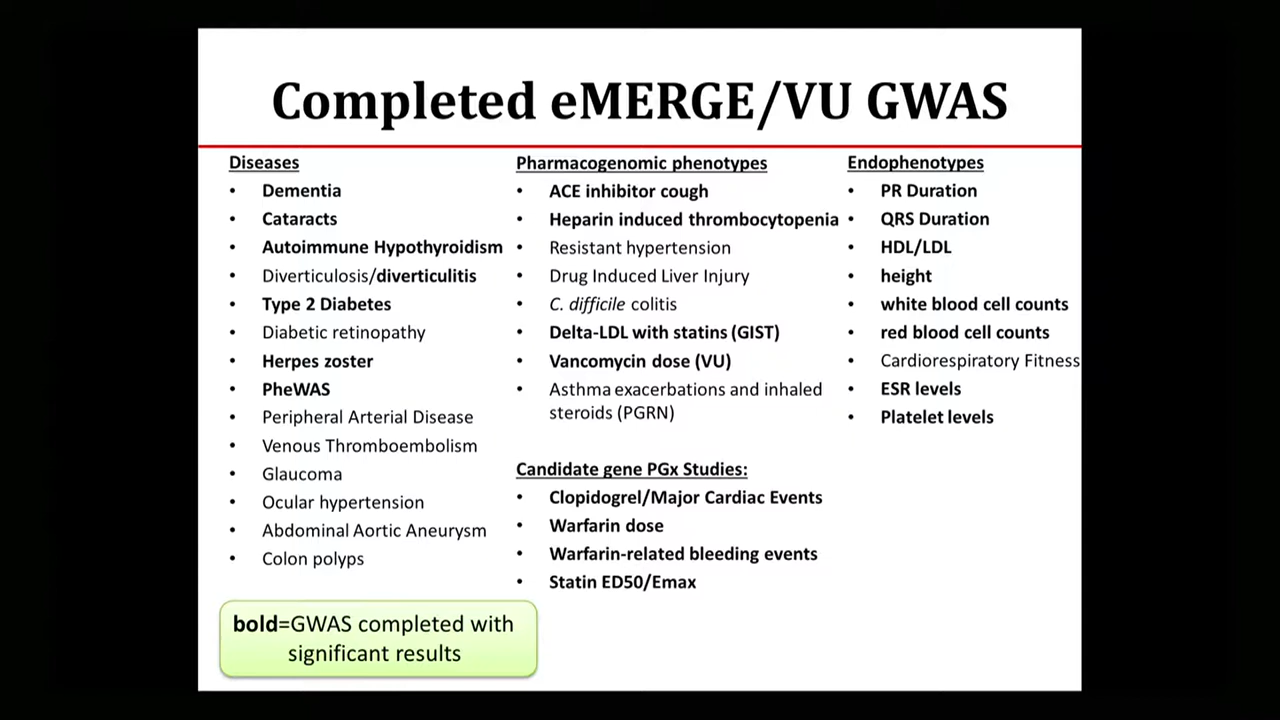 Completed eMERGE/VU GWAS
Diseases
• Dementia
• Cataracts
• Autoimmune Hypothyroidism
• Diverticulosis/diverticulitis
• Type 2 Diabetes
• Diabetic retinopathy
• Herpes zoster
• PheWAS
• Peripheral Arterial Disease
• Venous Thromboembolism
• Glaucoma
• Ocular hypertension
• Abdominal Aortic Aneurysm
• Colon polyps
Pharmacogenomic phenotypes
• ACE inhibitor cough
• Heparin induced thrombocytopenia
• Resistant hypertension
• Drug Induced Liver Injury
• C. difficile colitis
• Delta-LDL with statins (GIST)
• Vancomycin dose (VU)
• Asthma exacerbations and inhaled
steroids (PGRN)
Candidate gene PGx Studies:
• Clopidogrel/Major Cardiac Events
• Warfarin dose
• Warfarin-related bleeding events
• Statin ED50/Emax
Endophenotypes
• PR Duration
• QRS Duration
• HDL/LDL
• height
• white blood cell counts
• red blood cell counts
• Cardiorespiratory Fitness
• ESR levels
• Platelet levels
bold=GWAS completed with
significant results